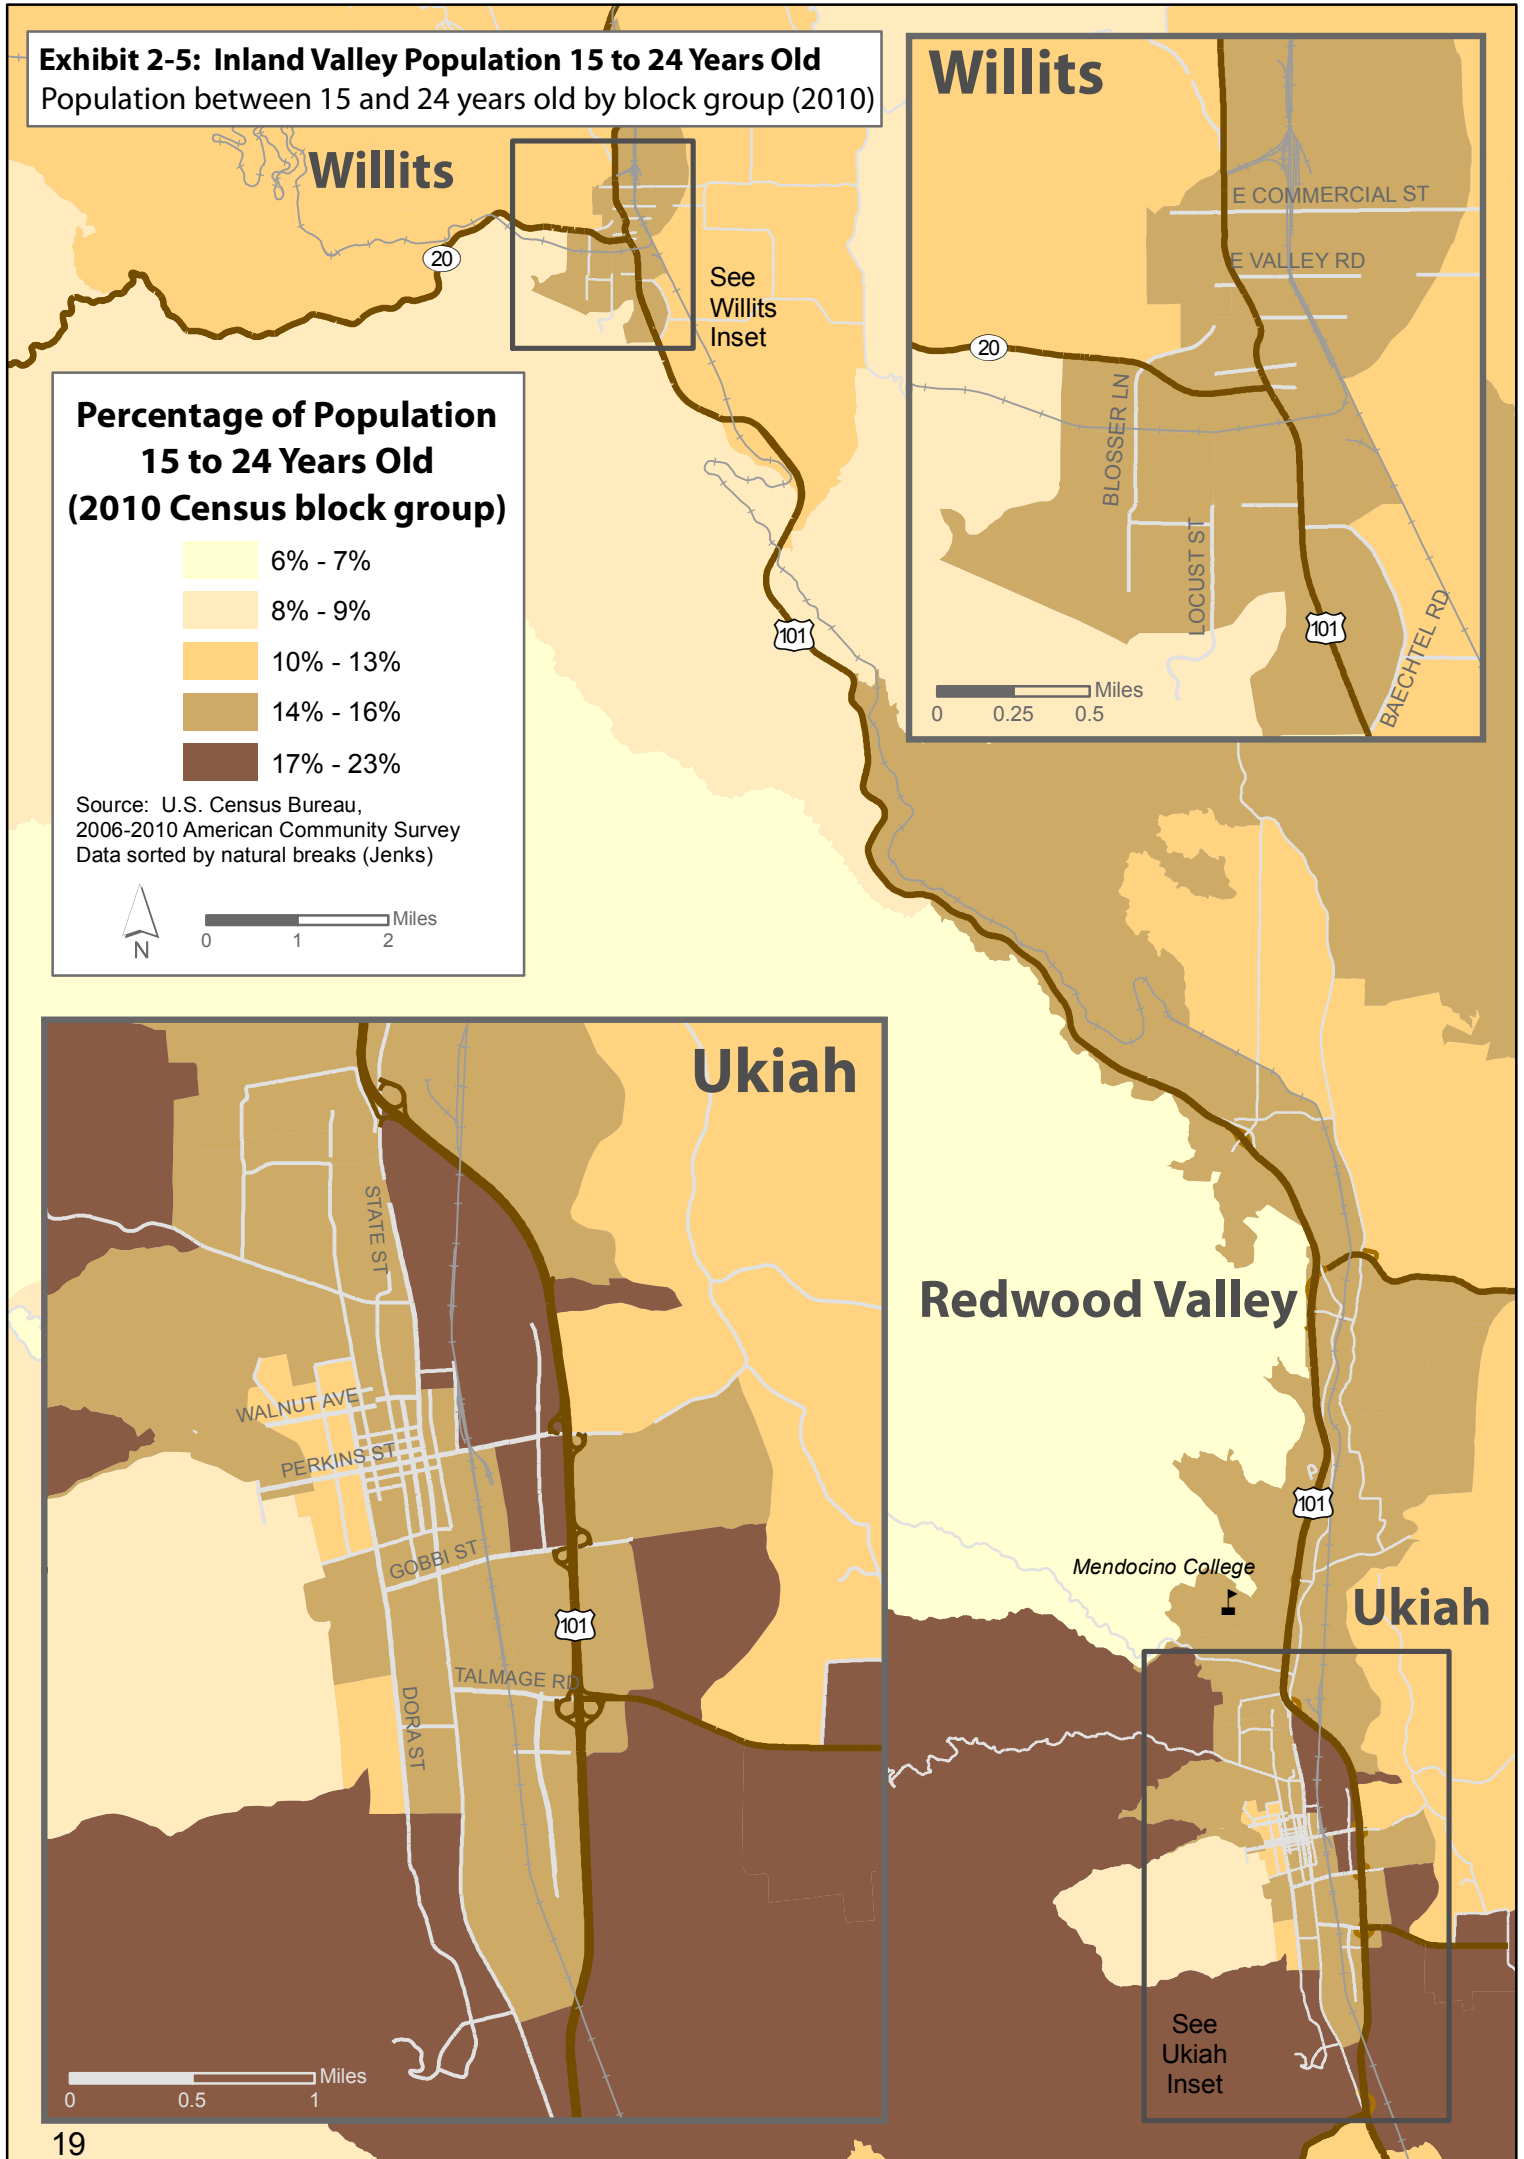 Exhibit 2-5: Inland Valley Population 15 to 24 Years Old
Population between 15 and 24 years old by block group (2010)
Willits
20
See
Willits
Inset
Willits
E COMMERCIAL ST
E VALLEY RD
20
BLOSSER LN
LOCUST ST
101
BAECHTEL RD
Miles
0 0.25 0.5
Percentage of Population
15 to 24 Years Old
(2010 Census block group)
6% - 7%
8% - 9%
10% - 13%
14% - 16%
17% - 23%
Source: U.S. Census Bureau,
2006-2010 American Community Survey
Data sorted by natural breaks (Jenks)
N
Miles
0 1 2
101
Ukiah
STATE ST
WALNUT AVE
PERKINS ST
GOBBI ST
101
TALMAGE RD
DORA ST
Miles
0 0.5 1
Redwood Valley
101
Mendocino College
Ukiah
See
Ukiah
Inset
19